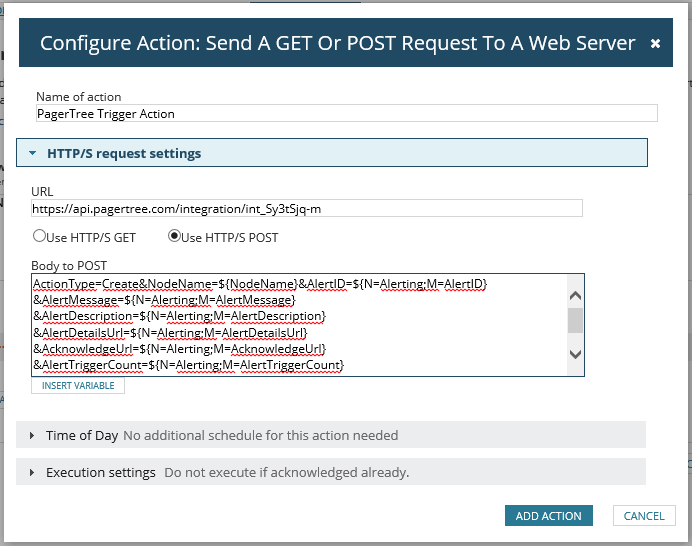 Configure Action: Send A GET Or POST Request To A Web Server ×
Name of action
PagerTree Trigger Action
HTTP/S request settings
URL
https://api.pagertree.com/integration/int_Sy3tSjq-m
Use HTTP/S GET Use HTTP/S POST
Body to POST
ActionType=Create&NodeName=${NodeName}&AlertID=${N=Alerting;M=AlertID}
&AlertMessage=${N=Alerting;M=AlertMessage}
&AlertDescription=${N=Alerting;M=AlertDescription}
&AlertDetailsUrl=${N=Alerting;M=AlertDetailsUrl}
&AcknowledgeUrl=${N=Alerting;M=AcknowledgeUrl}
&AlertTriggerCount=${N=Alerting;M=AlertTriggerCount}
INSERT VARIABLE
Time of Day No additional schedule for this action needed
Execution settings Do not execute if acknowledged already.
ADD ACTION CANCEL